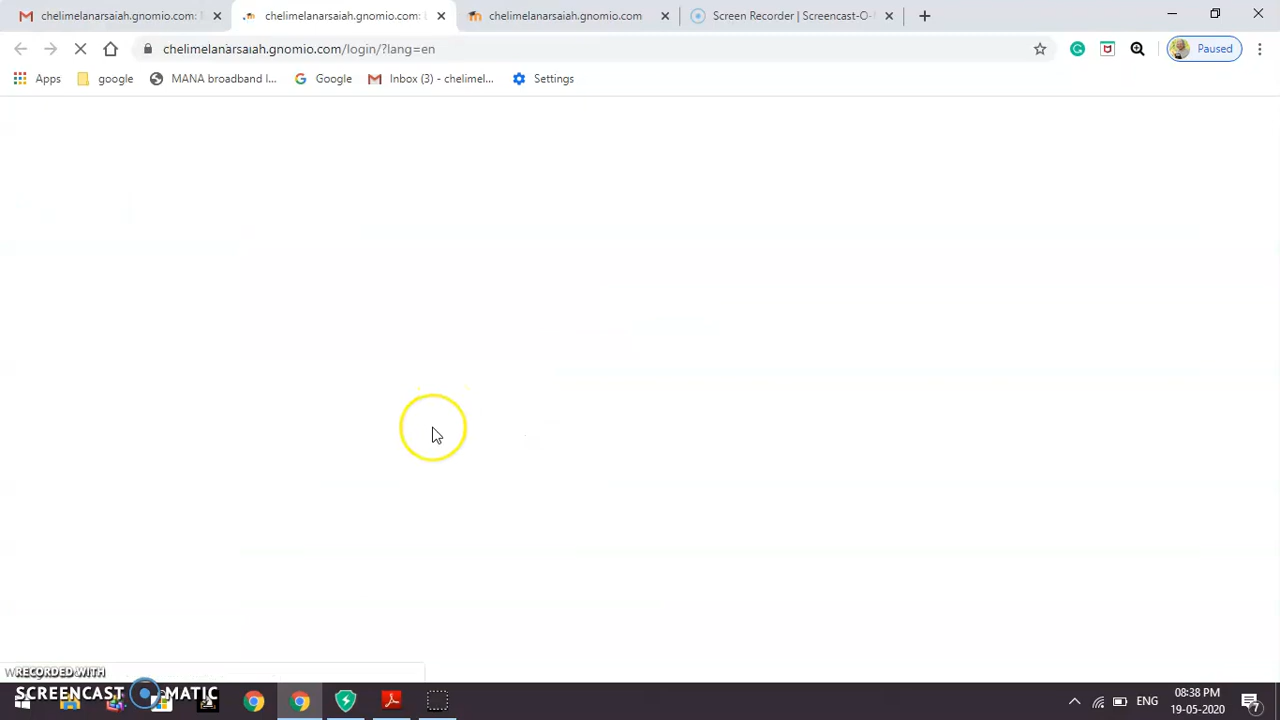 chelimelanarsaiah.gnomio.com:
chelimelanarsaiah.gnomio.com:
chelimelanarsaiah.gnomio.com
Screen Recorder | Screencast-O-
chelimelanarsaiah.gnomio.com/login/?lang=en
Paused
Apps
google
MANA broadband I...
Google
Inbox (3) - chelimel...
Settings
RECORDED WITH
SCREENCAST MATIC
ENG
08:38 PM
19-05-2020
7